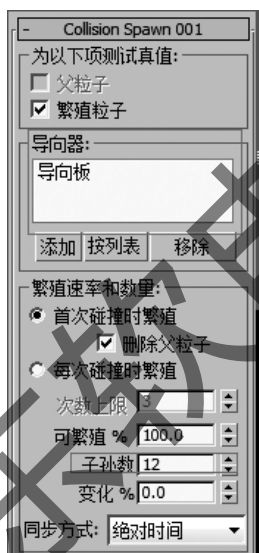 - Collision Spawn 001
为以下项测试真值:
父粒子
繁殖粒子
导向器:
导向板
添加 按列表 移除
繁殖速率和数量:
首次碰撞时繁殖
删除父粒子
每次碰撞时繁殖
次数上限 3
可繁殖 % 100.0
子孙数 12
变化 % 0.0
同步方式: 绝对时间